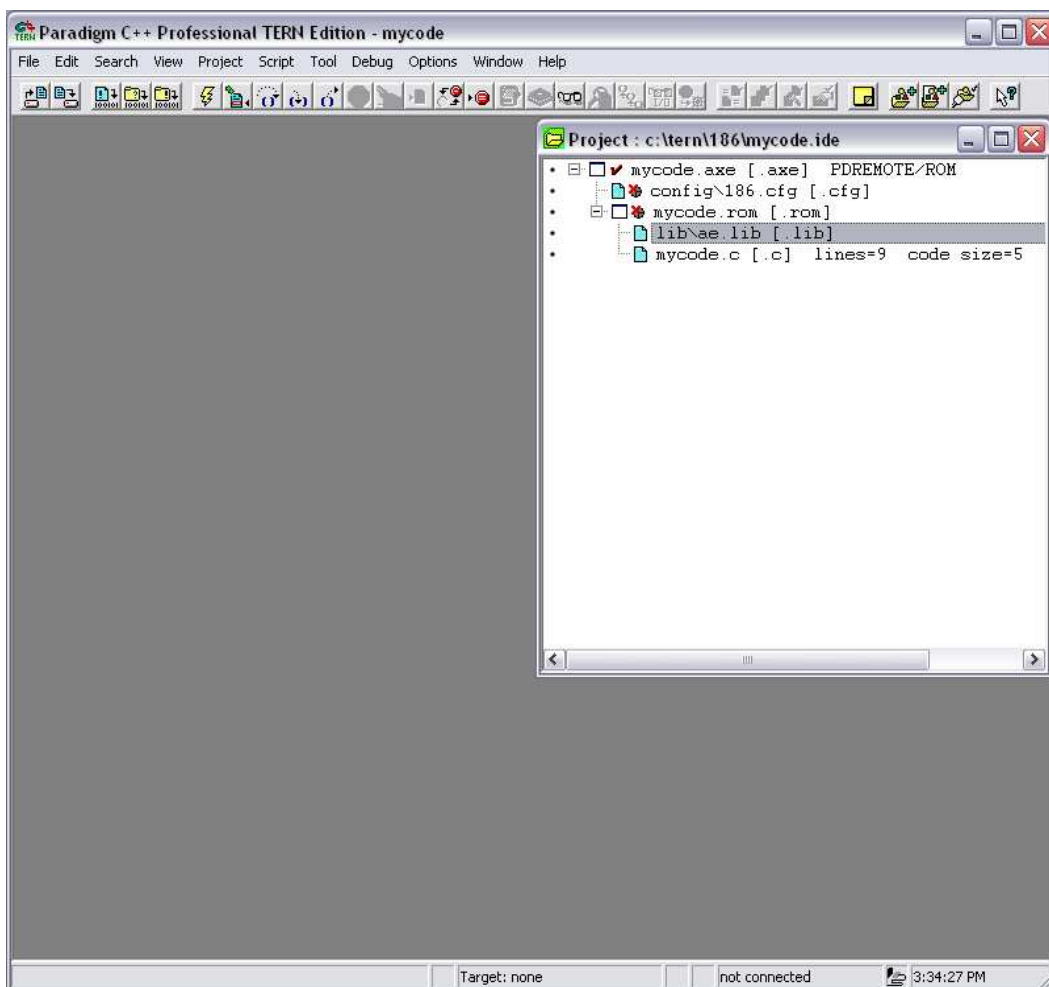 Paradigm C++ Professional TERN Edition - mycode
File Edit Search View Project Script Tool Debug Options Window Help
Project : c:\tern\186\mycode.ide
mycode.axe [.axe] PDREMOTE/ROM
config\186.cfg [.cfg]
mycode.rom [.rom]
lib\ae.lib [.lib]
mycode.c [.c] lines=9 code size=5
Target: none not connected 3:34:27 PM